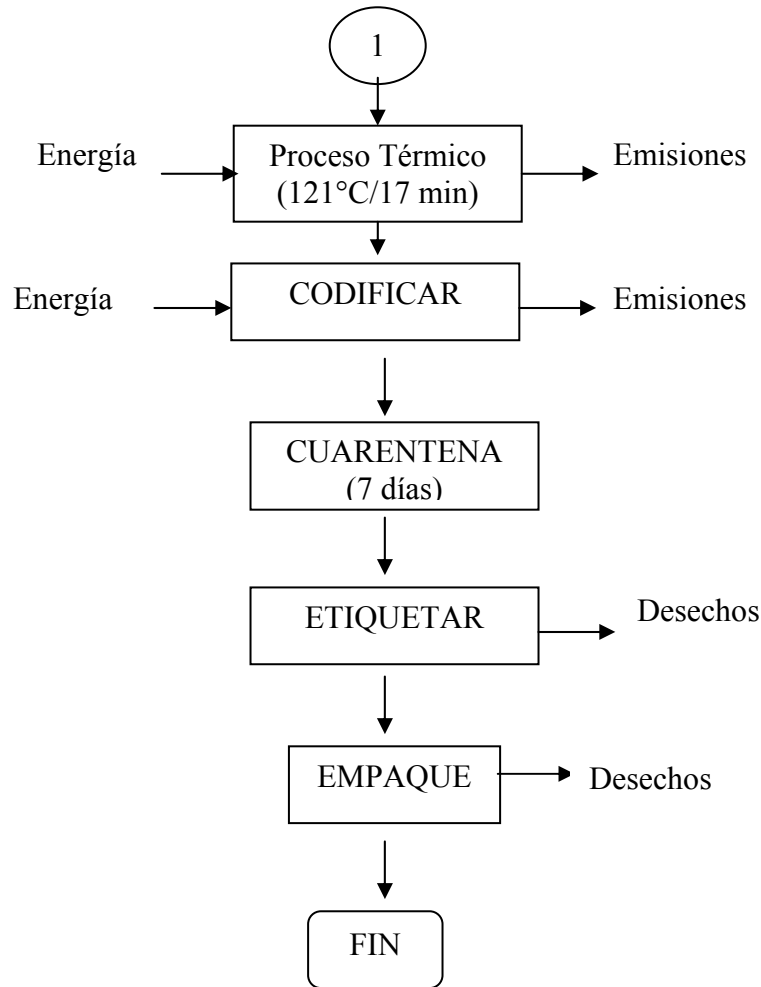 1
Energía
Proceso Térmico
(121°C/17 min)
Emisiones
Energía
CODIFICAR
Emisiones
CUARENTENA
(7 días)
ETIQUETAR
Desechos
EMPAQUE
Desechos
FIN